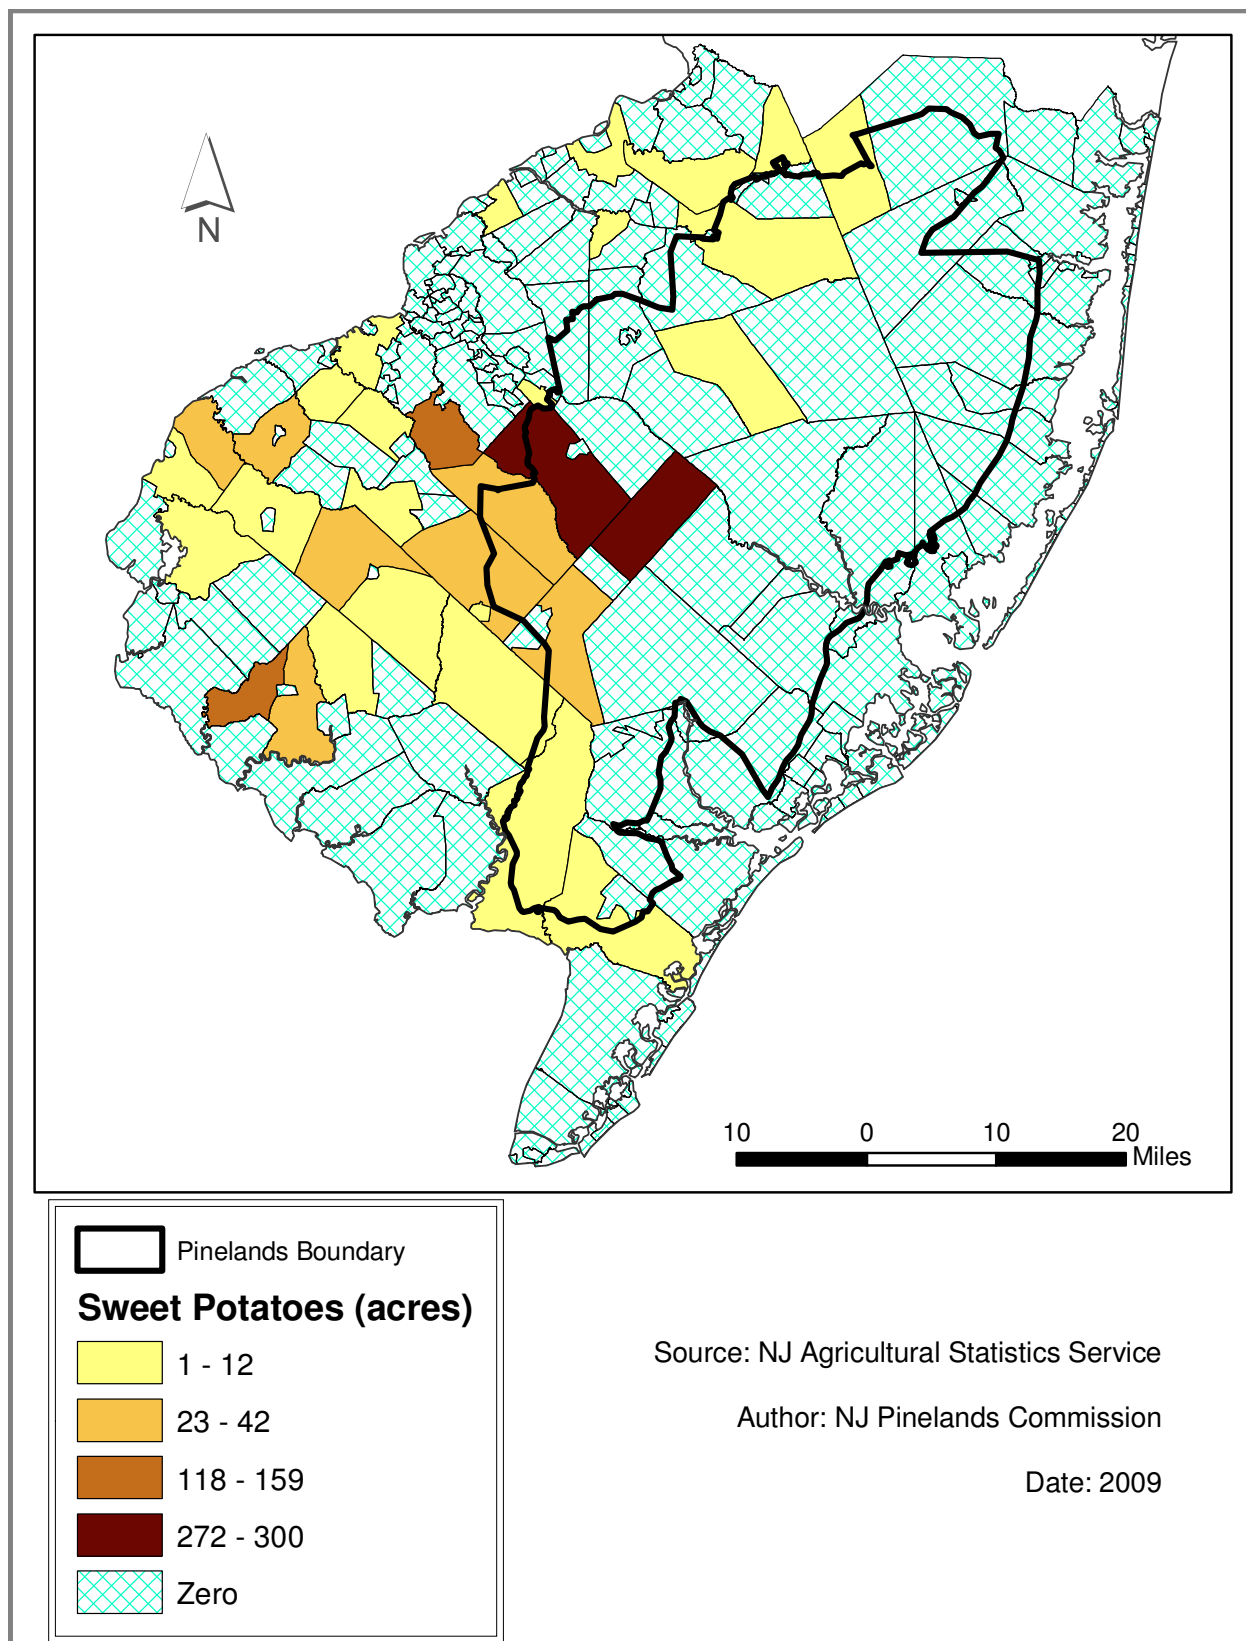 N
10 0 10 20
Miles
Pinelands Boundary
Sweet Potatoes (acres)
1 - 12
23 - 42
118 - 159
272 - 300
Zero
Source: NJ Agricultural Statistics Service
Author: NJ Pinelands Commission
Date: 2009